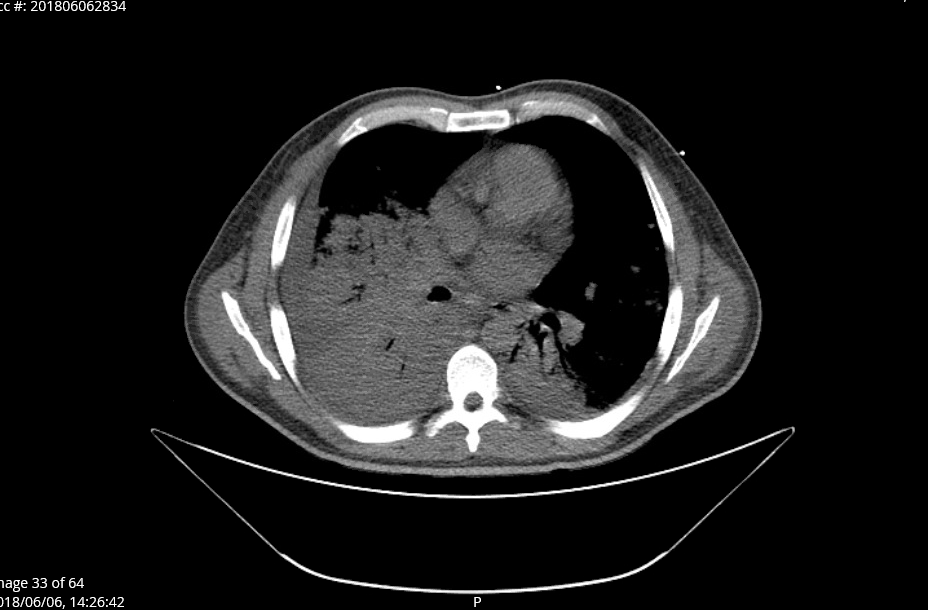 cc #: 201806062834
nage 33 of 64
018/06/06, 14:26:42
P